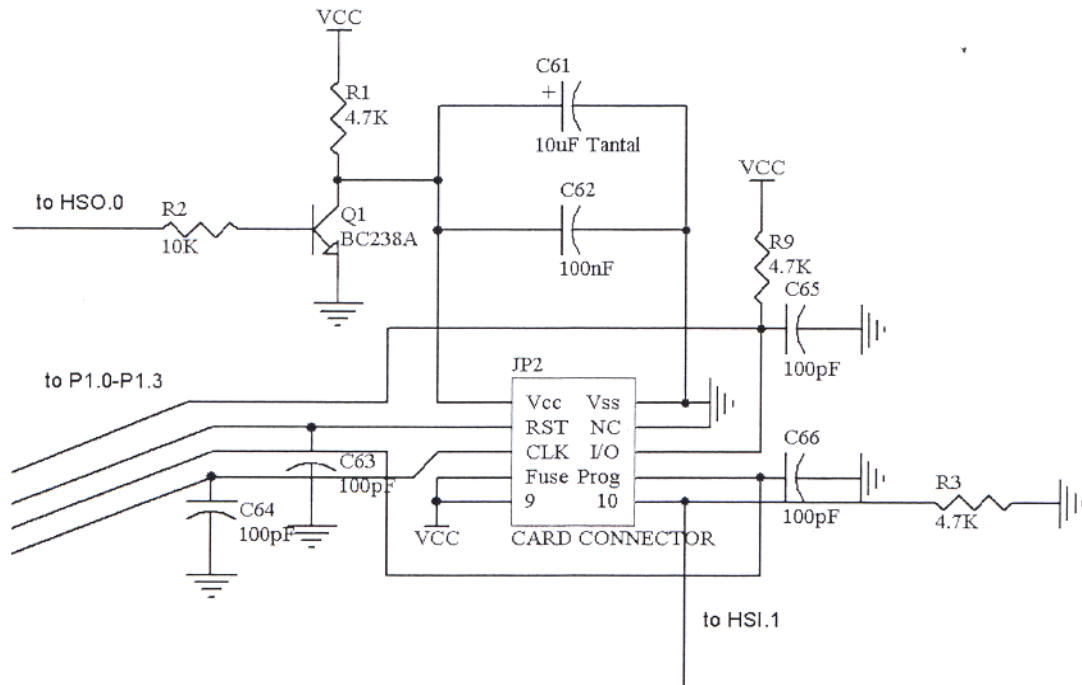 VCC
R1
4.7K
C61
+
10uF Tantal
C62
100nF
to HSO.0
R2
10K
Q1
BC238A
VCC
R9
4.7K
C65
100pF
to P1.0-P1.3
JP2
Vcc Vss
RST NC
CLK I/O
Fuse Prog
9 10
CARD CONNECTOR
VCC
C63
100pF
C64
100pF
C66
100pF
R3
4.7K
to HSI.1